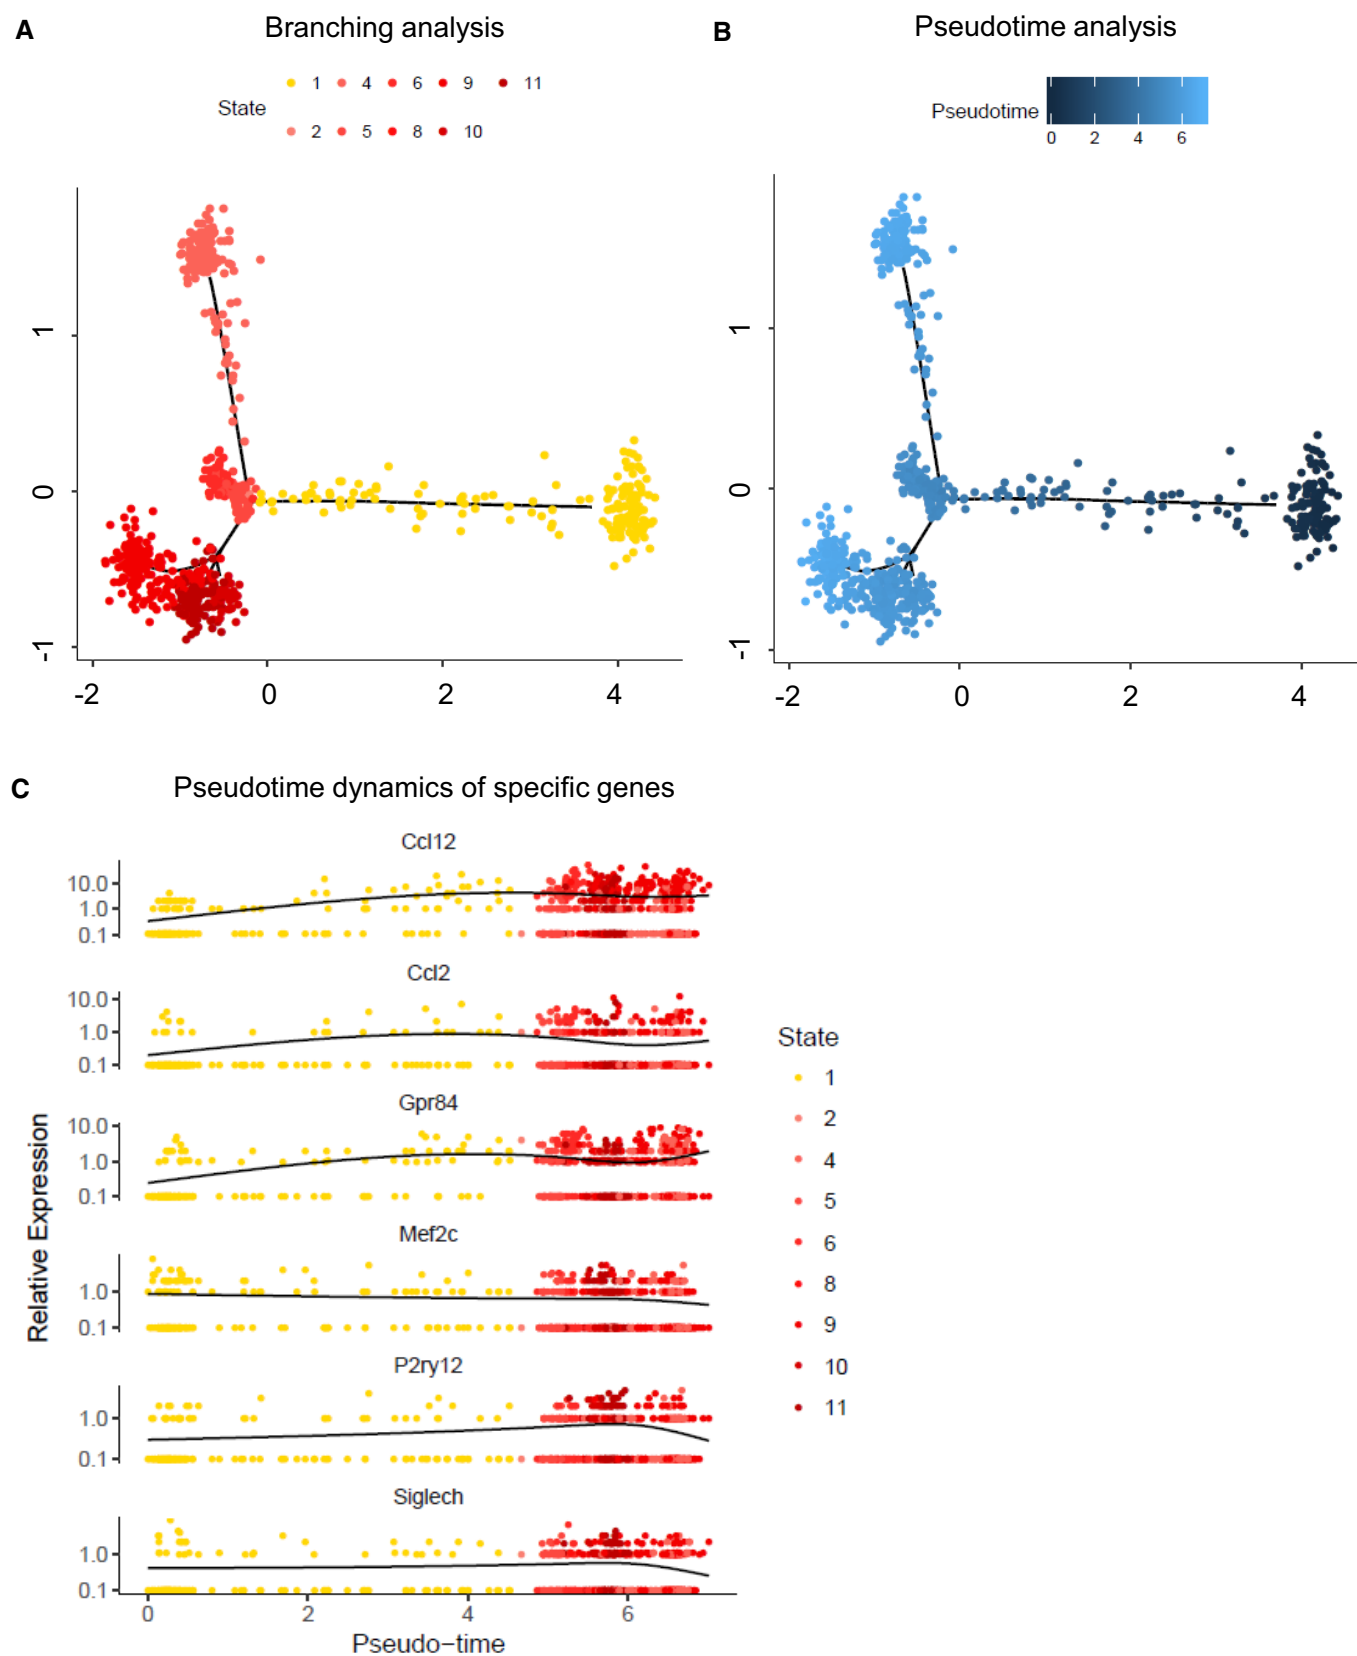 A Branching analysis
State 1 4 6 9 11
2 5 8 10
1
0
-1
-2 0 2 4
B Pseudotime analysis
Pseudotime
0 2 4 6
1
0
-1
-2 0 2 4
C Pseudotime dynamics of specific genes
Relative Expression
Ccl12
10.0
1.0
0.1
Ccl2
10.0
1.0
0.1
Gpr84
10.0
1.0
0.1
Mef2c
1.0
0.1
P2ry12
1.0
0.1
Siglech
1.0
0.1
0 2 4 6
Pseudo-time
State
1
2
4
5
6
8
9
10
11